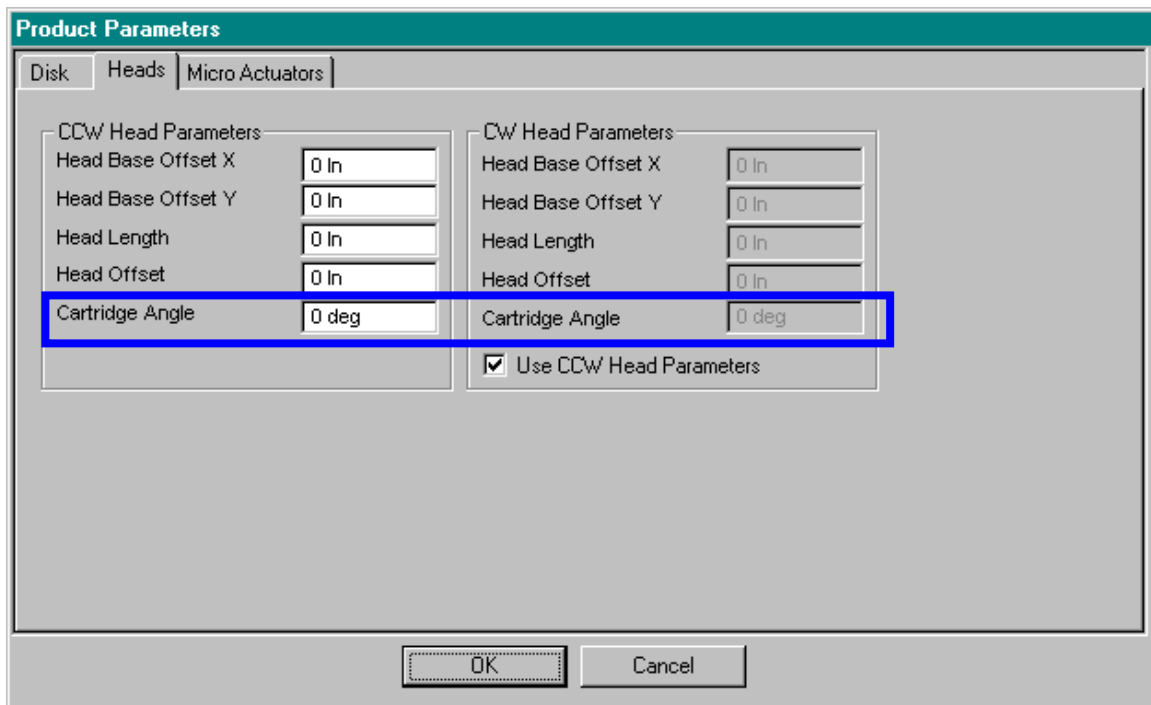 Product Parameters
Disk Heads Micro Actuators
CCW Head Parameters
Head Base Offset X 0 In
Head Base Offset Y 0 In
Head Length 0 In
Head Offset 0 In
Cartridge Angle 0 deg
CW Head Parameters
Head Base Offset X 0 In
Head Base Offset Y 0 In
Head Length 0 In
Head Offset 0 In
Cartridge Angle 0 deg
Use CCW Head Parameters
OK Cancel